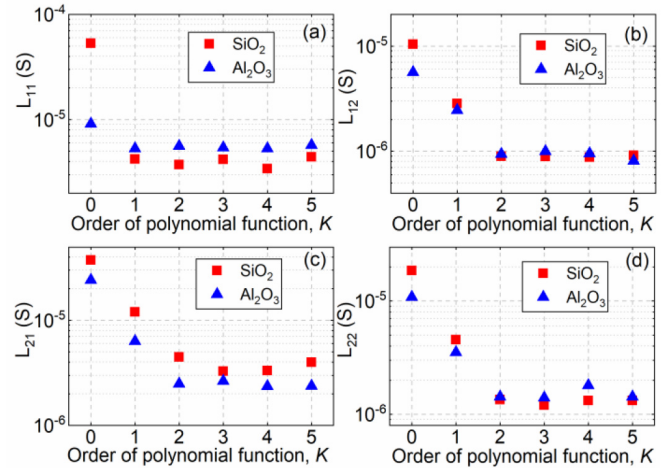 10⁻⁴
(a)
SiO₂
Al₂O₃
L₁₁ (S)
10⁻⁵
0 1 2 3 4 5
Order of polynomial function, K
(b)
10⁻⁵
SiO₂
Al₂O₃
L₁₂ (S)
10⁻⁶
0 1 2 3 4 5
Order of polynomial function, K
(c)
SiO₂
Al₂O₃
L₂₁ (S)
10⁻⁵
10⁻⁶
0 1 2 3 4 5
Order of polynomial function, K
(d)
SiO₂
Al₂O₃
L₂₂ (S)
10⁻⁵
10⁻⁶
0 1 2 3 4 5
Order of polynomial function, K